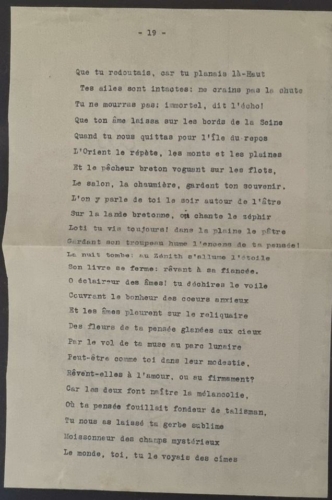 - 19 -
Que tu redoutais, car tu planais là-Haut
Tes ailes sont intactes: ne crains pas la chute
Tu ne mourras pas: immortel, dit l'écho!
Que ton âme laissa sur les bords de la Seine
Quand tu nous quittas pour l'Île du repos
L'Orient le répète, les monts et les plaines
Et le pêcheur breton voguant sur les flots,
Le salon, la chaumière, gardent ton souvenir.
L'on y parle de toi le soir autour de l'Être
Sur la lande bretonne, où chante le zéphir
Loti tu vis toujours! dans la plaine le pâtre
Gardant son troupeau hume l'encens de ta pensée!
La nuit tombe: au Zénith s'allume l'étoile
Ses livre se ferme: rêvant à sa fiancée,
O éclaireur des Âmes! tu déchires le voile
Couvrant le bonheur des coeurs anxieux
Et les âmes pleurent sur le reliquaire
Des fleurs de ta pensée glanées aux cieux
Par le vol de ta muse au parc lunaire
Peut-être comme toi dans leur modestie,
Rêvent-elles à l'amour, ou au firmament?
Car les deux font maître la mélancolie,
Où ta pensée fouillait fondeur de talisman,
Tu nous as laissé ta gerbe sublime
Moissonneur des champs mystérieux
Le monde, toi, tu le voyais des cimes